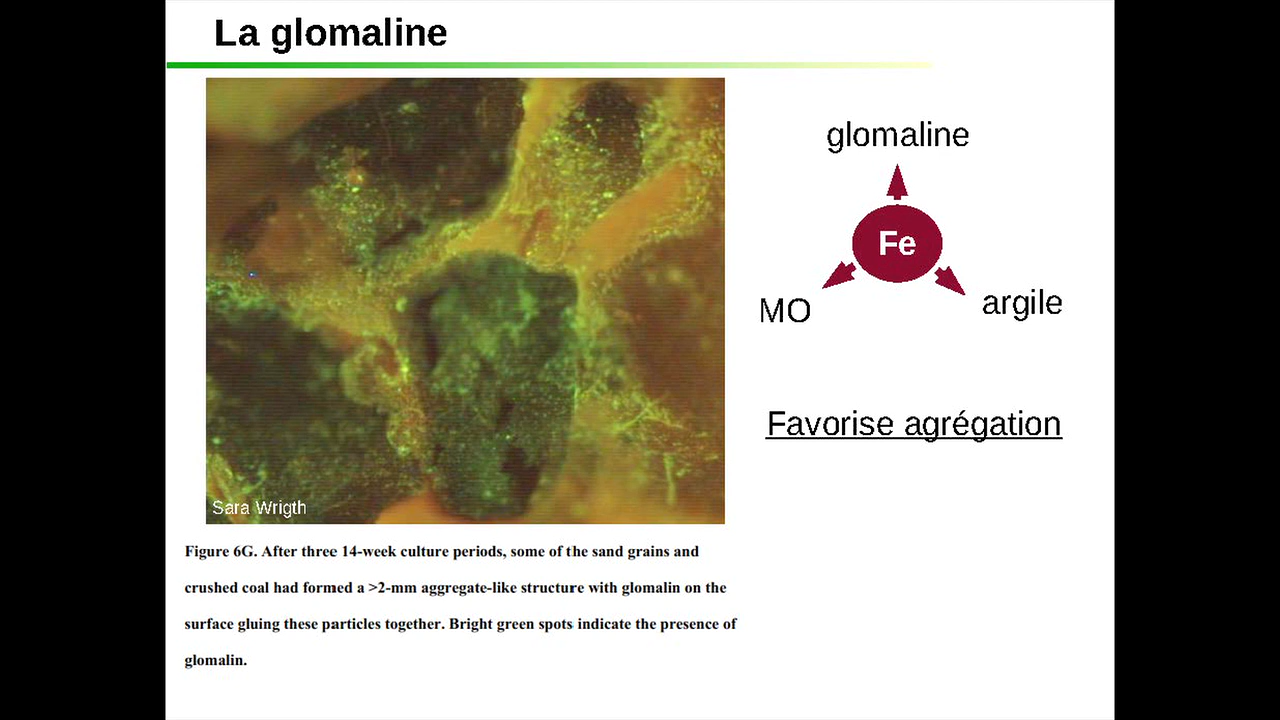 La glomaline
glomaline
Fe
MO
argile
Favorise agrégation
Sara Wrigth
Figure 6G. After three 14-week culture periods, some of the sand grains and
crushed coal had formed a >2-mm aggregate-like structure with glomalin on the
surface gluing these particles together. Bright green spots indicate the presence of
glomalin.